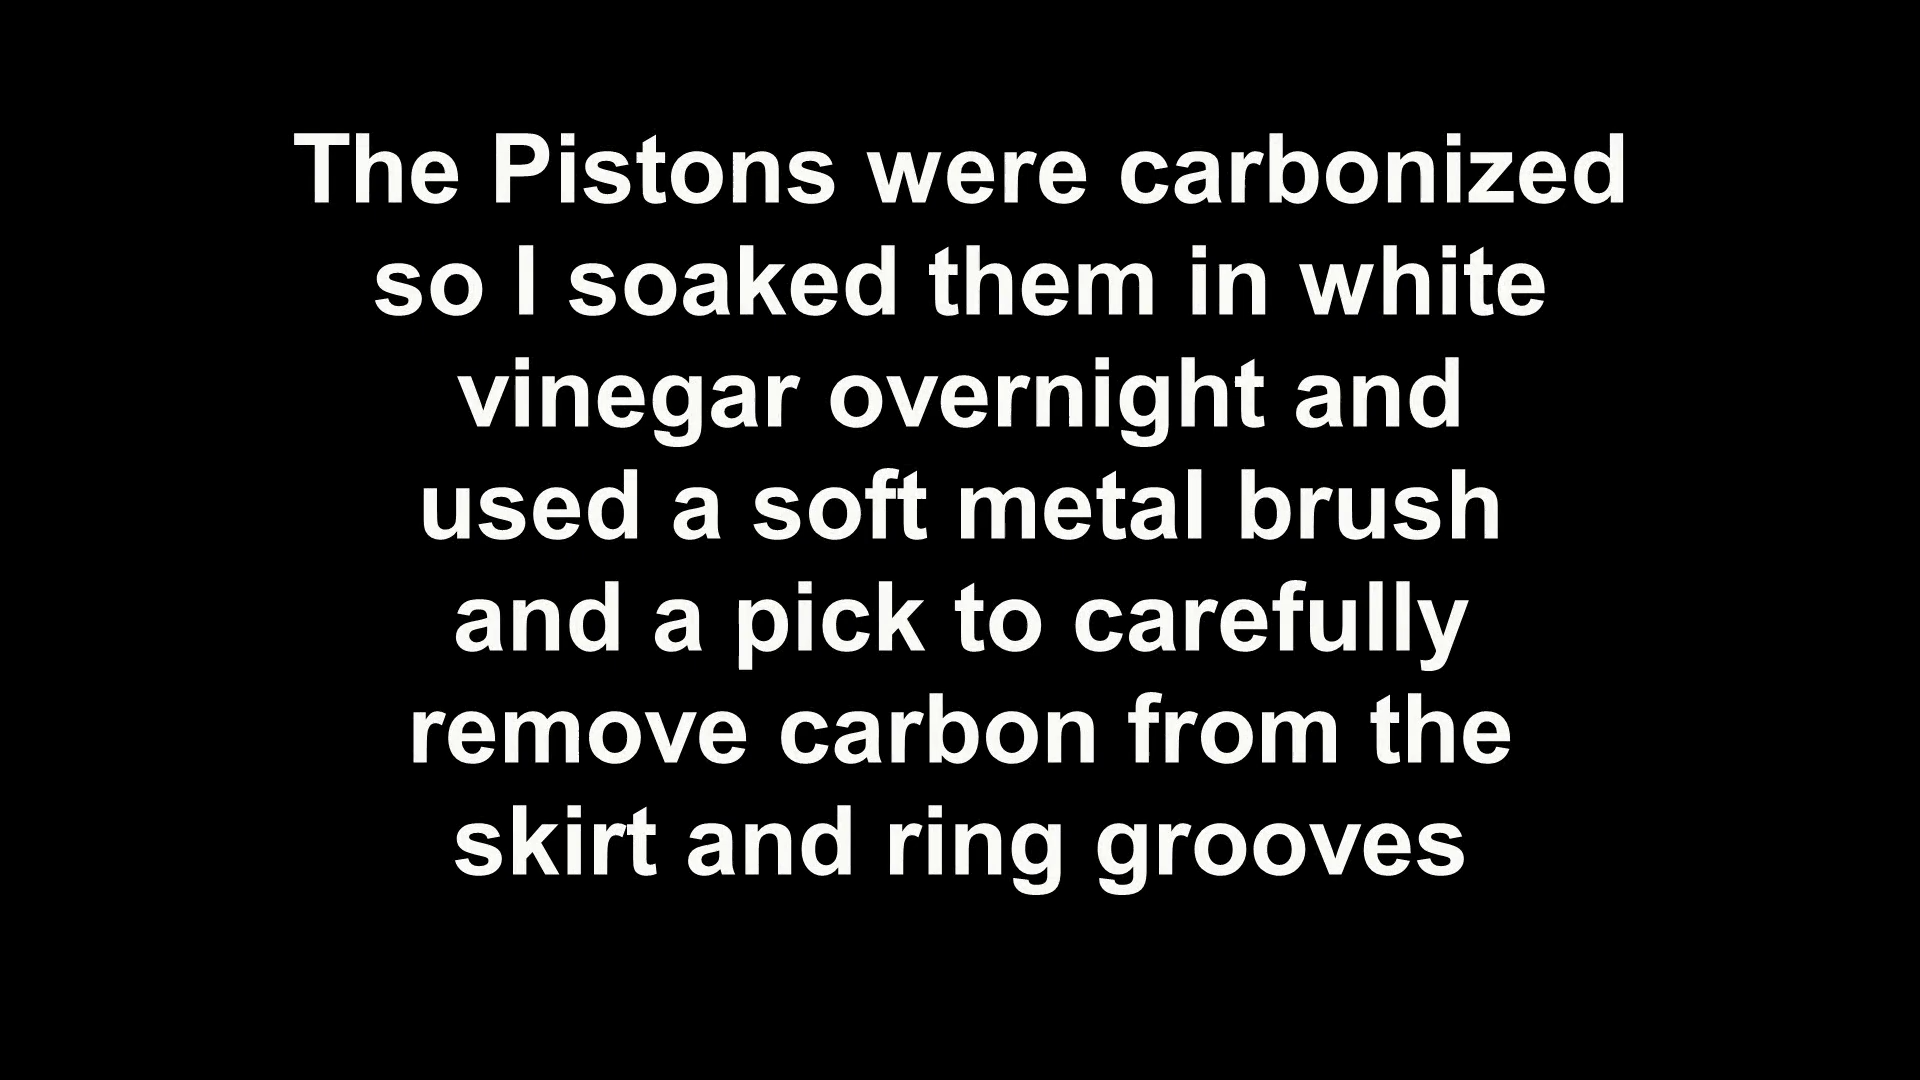 The Pistons were carbonized
so I soaked them in white
vinegar overnight and
used a soft metal brush
and a pick to carefully
remove carbon from the
skirt and ring grooves